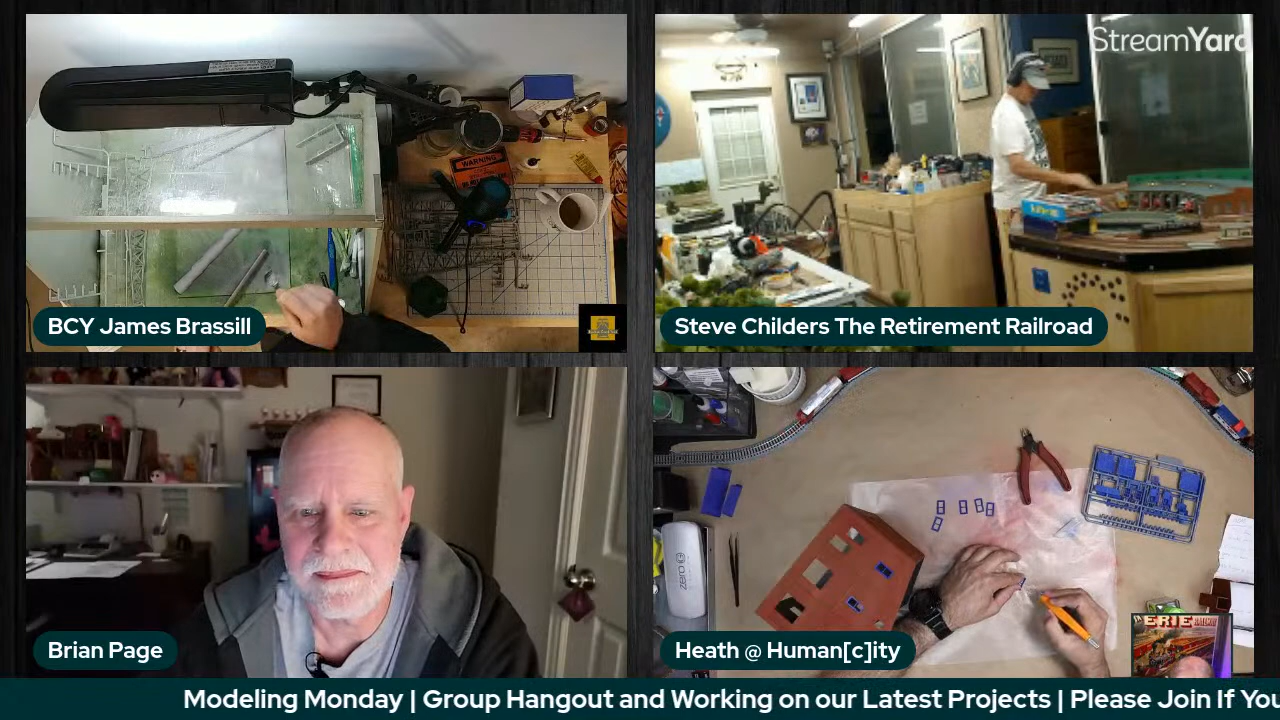 StreamYard
WARNING
BCY James Brassill
Steve Childers The Retirement Railroad
zero
ERIE
Brian Page
Heath @ Human[c]ity
Modeling Monday | Group Hangout and Working on our Latest Projects | Please Join If You